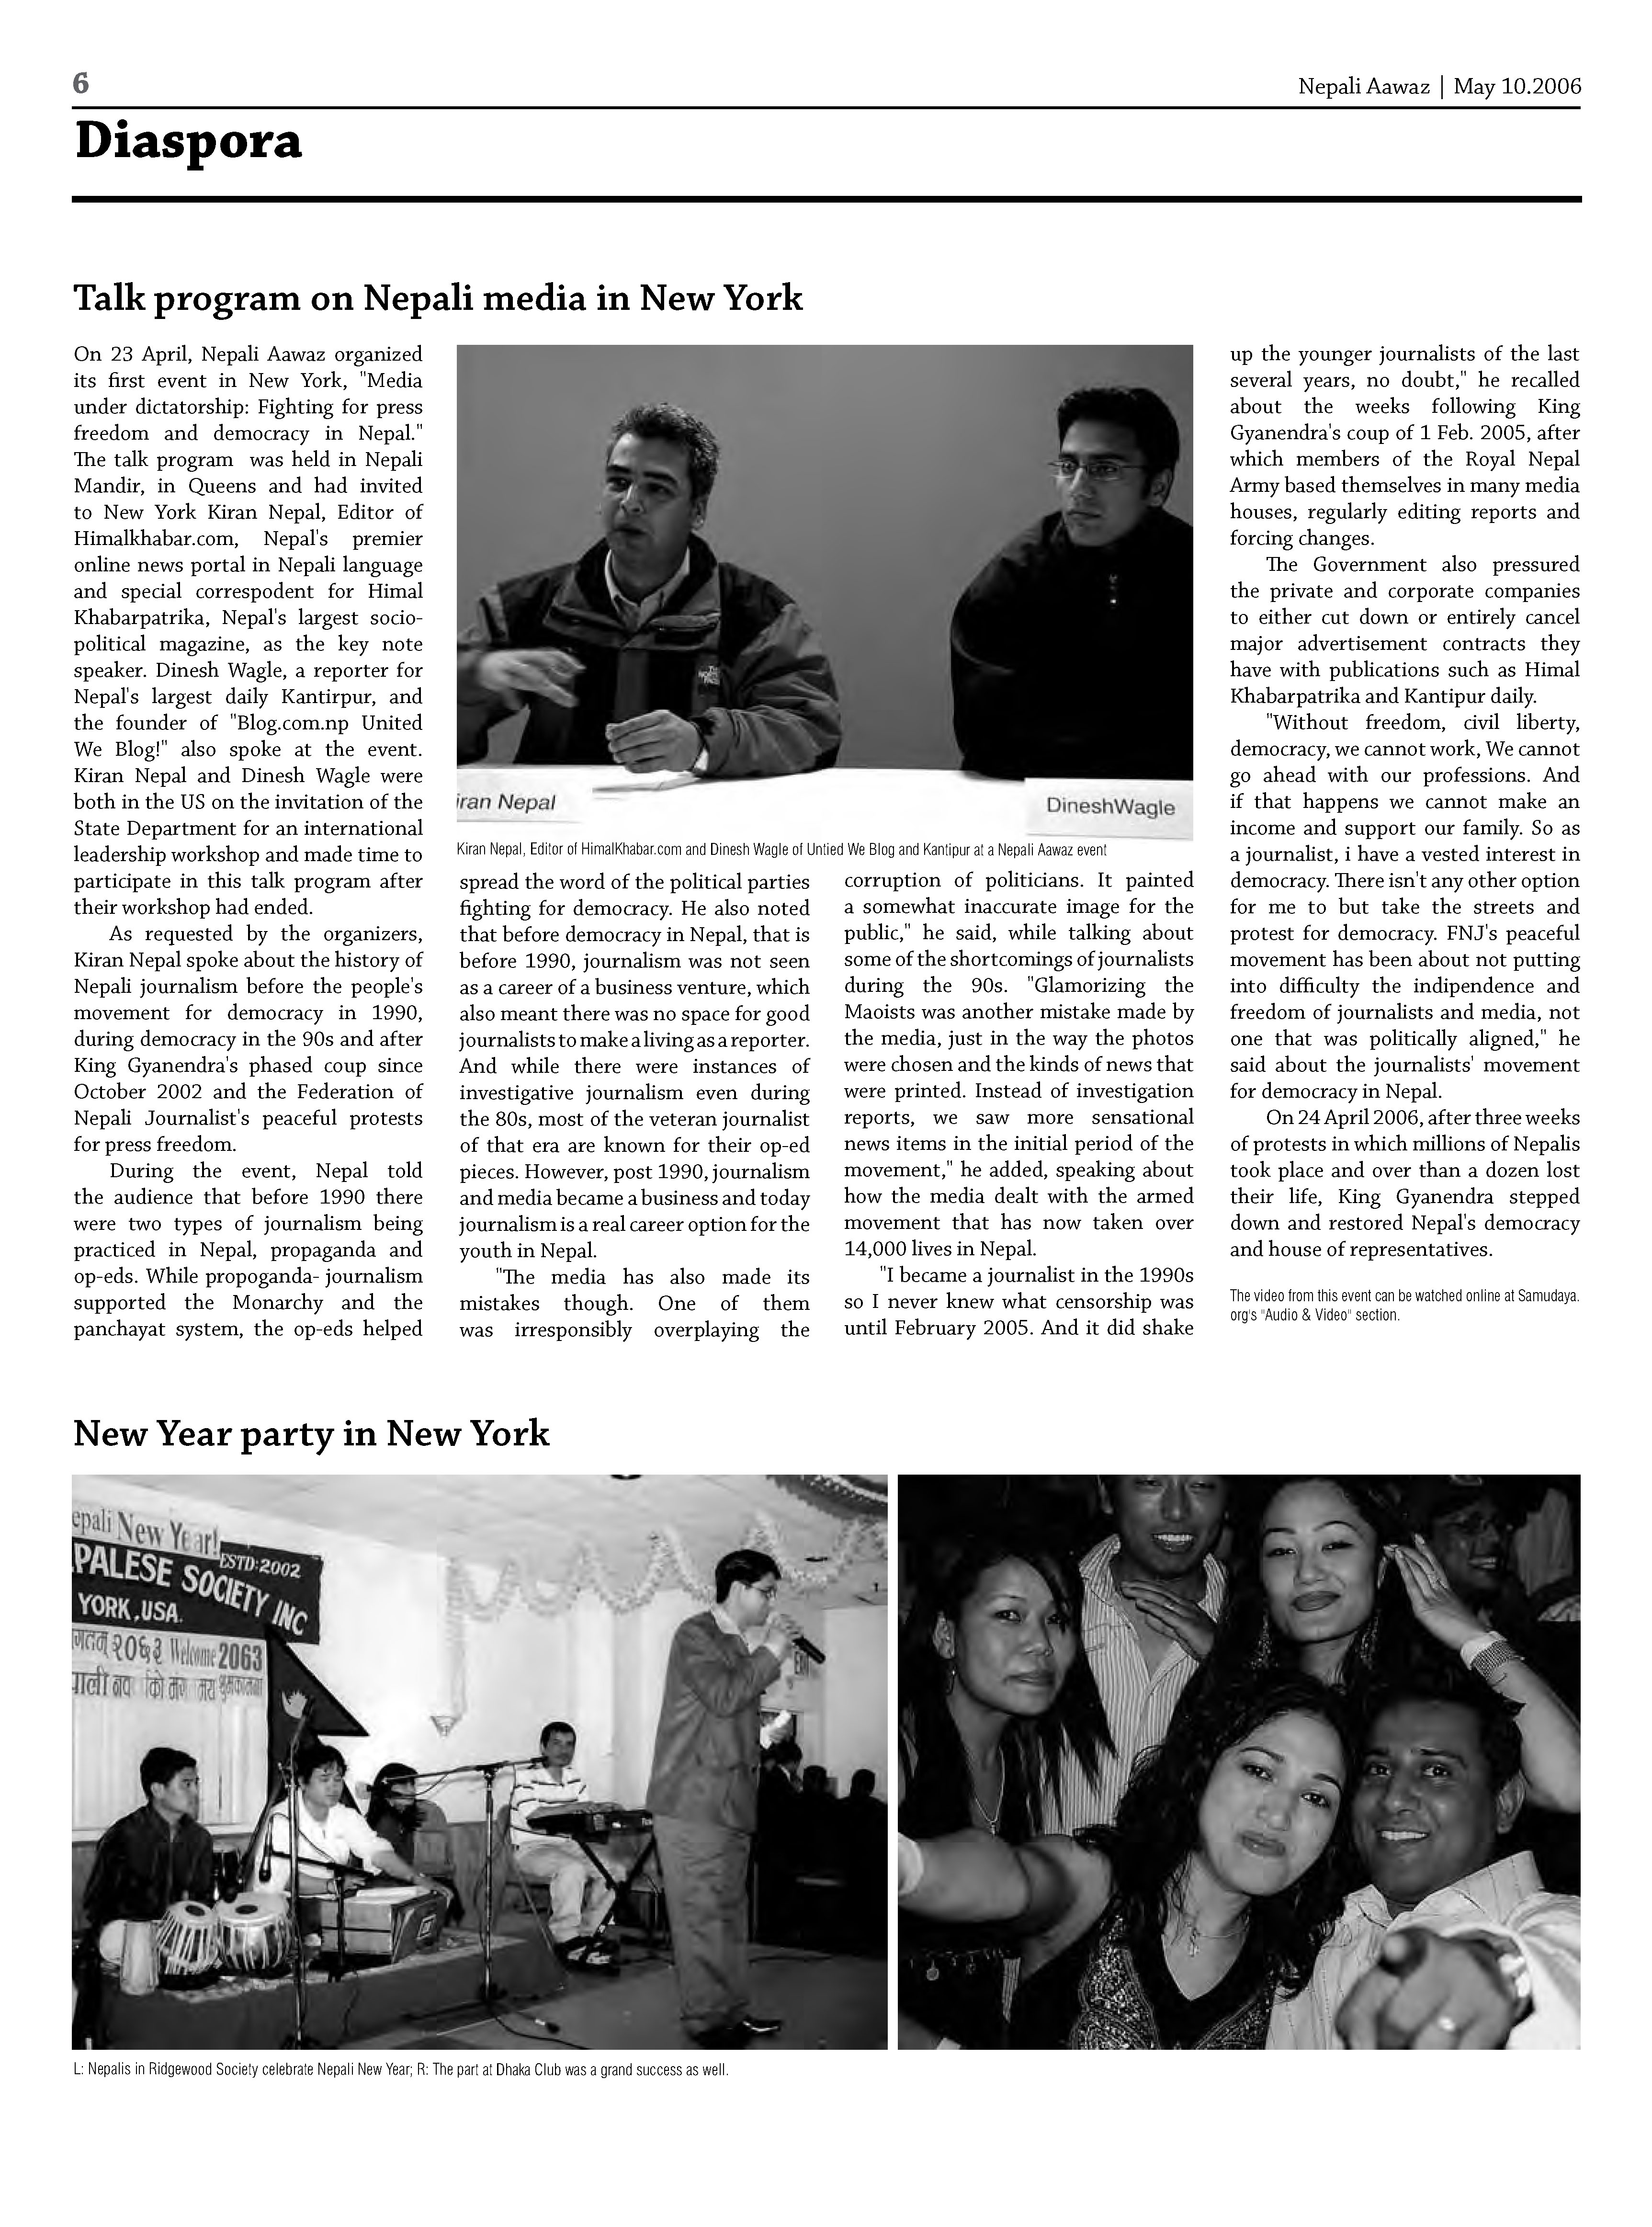 6
Nepali Aawaz | May 10.2006
Diaspora
Talk program on Nepali media in New York
On 23 April, Nepali Aawaz organized
its first event in New York, "Media
under dictatorship: Fighting for press
freedom and democracy in Nepal."
The talk program was held in Nepali
Mandir, in Queens and had invited
to New York Kiran Nepal, Editor of
Himalkhabar.com, Nepal's premier
online news portal in Nepali language
and special correspodent for Himal
Khabarpatrika, Nepal's largest socio-
political magazine, as the key note
speaker. Dinesh Wagle, a reporter for
Nepal's largest daily Kantirpur, and
the founder of "Blog.com.np United
We Blog!" also spoke at the event.
Kiran Nepal and Dinesh Wagle were
both in the US on the invitation of the
State Department for an international
leadership workshop and made time to
participate in this talk program after
their workshop had ended.
As requested by the organizers,
Kiran Nepal spoke about the history of
Nepali journalism before the people's
movement for democracy in 1990,
during democracy in the 90s and after
King Gyanendra's phased coup since
October 2002 and the Federation of
Nepali Journalist's peaceful protests
for press freedom.
During the event, Nepal told
the audience that before 1990 there
were two types of journalism being
practiced in Nepal, propaganda and
op-eds. While propoganda- journalism
supported the Monarchy and the
panchayat system, the op-eds helped
THE NORTH FACE
iran Nepal
DineshWagle
Kiran Nepal, Editor of HimalKhabar.com and Dinesh Wagle of Untied We Blog and Kantipur at a Nepali Aawaz event
spread the word of the political parties
fighting for democracy. He also noted
that before democracy in Nepal, that is
before 1990, journalism was not seen
as a career of a business venture, which
also meant there was no space for good
journalists to make a living as a reporter.
And while there were instances of
investigative journalism even during
the 80s, most of the veteran journalist
of that era are known for their op-ed
pieces. However, post 1990, journalism
and media became a business and today
journalism is a real career option for the
youth in Nepal.
"The media has also made its
mistakes though. One of them
was irresponsibly overplaying the
corruption of politicians. It painted
a somewhat inaccurate image for the
public," he said, while talking about
some of the shortcomings of journalists
during the 90s. "Glamorizing the
Maoists was another mistake made by
the media, just in the way the photos
were chosen and the kinds of news that
were printed. Instead of investigation
reports, we saw more sensational
news items in the initial period of the
movement," he added, speaking about
how the media dealt with the armed
movement that has now taken over
14,000 lives in Nepal.
"I became a journalist in the 1990s
so I never knew what censorship was
until February 2005. And it did shake
up the younger journalists of the last
several years, no doubt," he recalled
about the weeks following King
Gyanendra's coup of 1 Feb. 2005, after
which members of the Royal Nepal
Army based themselves in many media
houses, regularly editing reports and
forcing changes.
The Government also pressured
the private and corporate companies
to either cut down or entirely cancel
major advertisement contracts they
have with publications such as Himal
Khabarpatrika and Kantipur daily.
"Without freedom, civil liberty,
democracy, we cannot work, We cannot
go ahead with our professions. And
if that happens we cannot make an
income and support our family. So as
a journalist, i have a vested interest in
democracy. There isn't any other option
for me to but take the streets and
protest for democracy. FNJ's peaceful
movement has been about not putting
into difficulty the indipendence and
freedom of journalists and media, not
one that was politically aligned," he
said about the journalists' movement
for democracy in Nepal.
On 24 April 2006, after three weeks
of protests in which millions of Nepalis
took place and over than a dozen lost
their life, King Gyanendra stepped
down and restored Nepal's democracy
and house of representatives.
The video from this event can be watched online at Samudaya.
org's "Audio & Video" section.
New Year party in New York
epali New Year!
PALESE SOCIETY INC
ESTD:2002
YORK, USA.
गतम् २०६३ Welcome 2063
L: Nepalis in Ridgewood Society celebrate Nepali New Year; R: The part at Dhaka Club was a grand success as well.